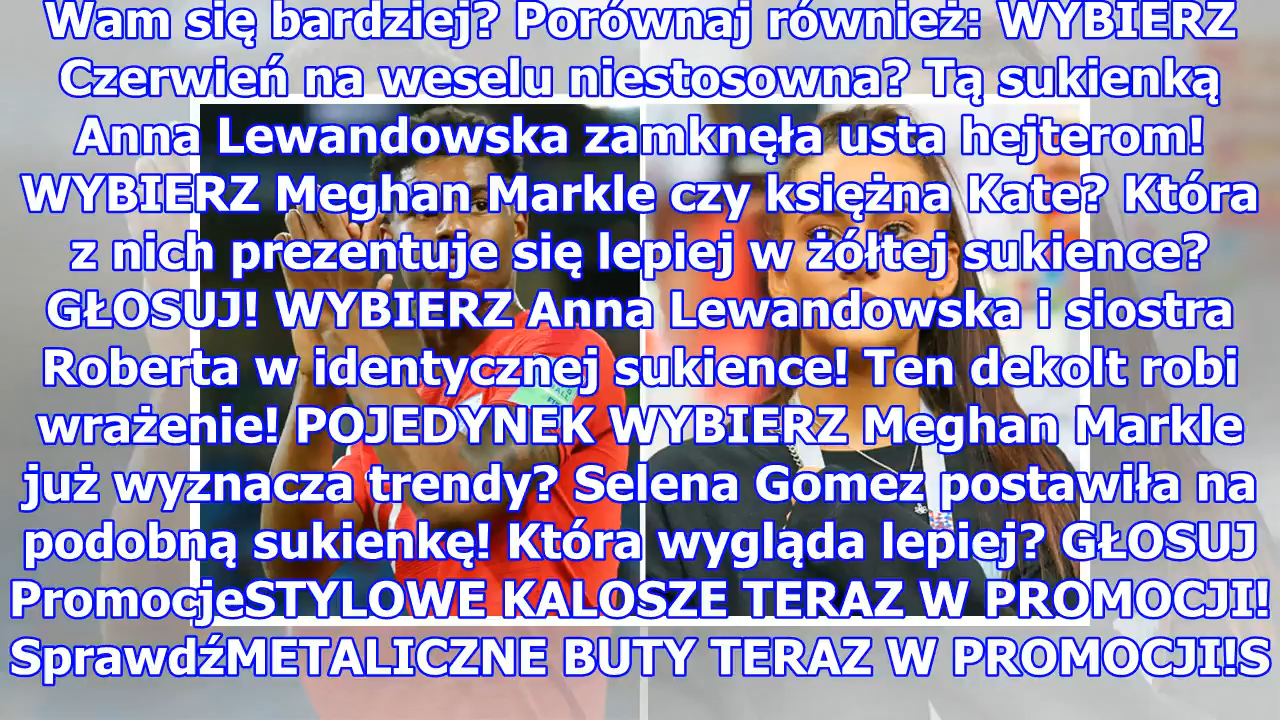 Wam się bardziej? Porównaj również: WYBIERZ
Czerwień na weselu niestosowna? Tą sukienką
Anna Lewandowska zamknęła usta hejterom!
WYBIERZ Meghan Markle czy księżna Kate? Która
z nich prezentuje się lepiej w żółtej sukience?
GŁOSUJ! WYBIERZ Anna Lewandowska i siostra
Roberta w identycznej sukience! Ten dekolt robi
wrażenie! POJEDYNEK WYBIERZ Meghan Markle
już wyznacza trendy? Selena Gomez postawiła na
podobną sukienkę! Która wygląda lepiej? GŁOSUJ
PromocjeSTYLOWE KALOSZE TERAZ W PROMOCJI!
SprawdźMETALICZNE BUTY TERAZ W PROMOCJI!S